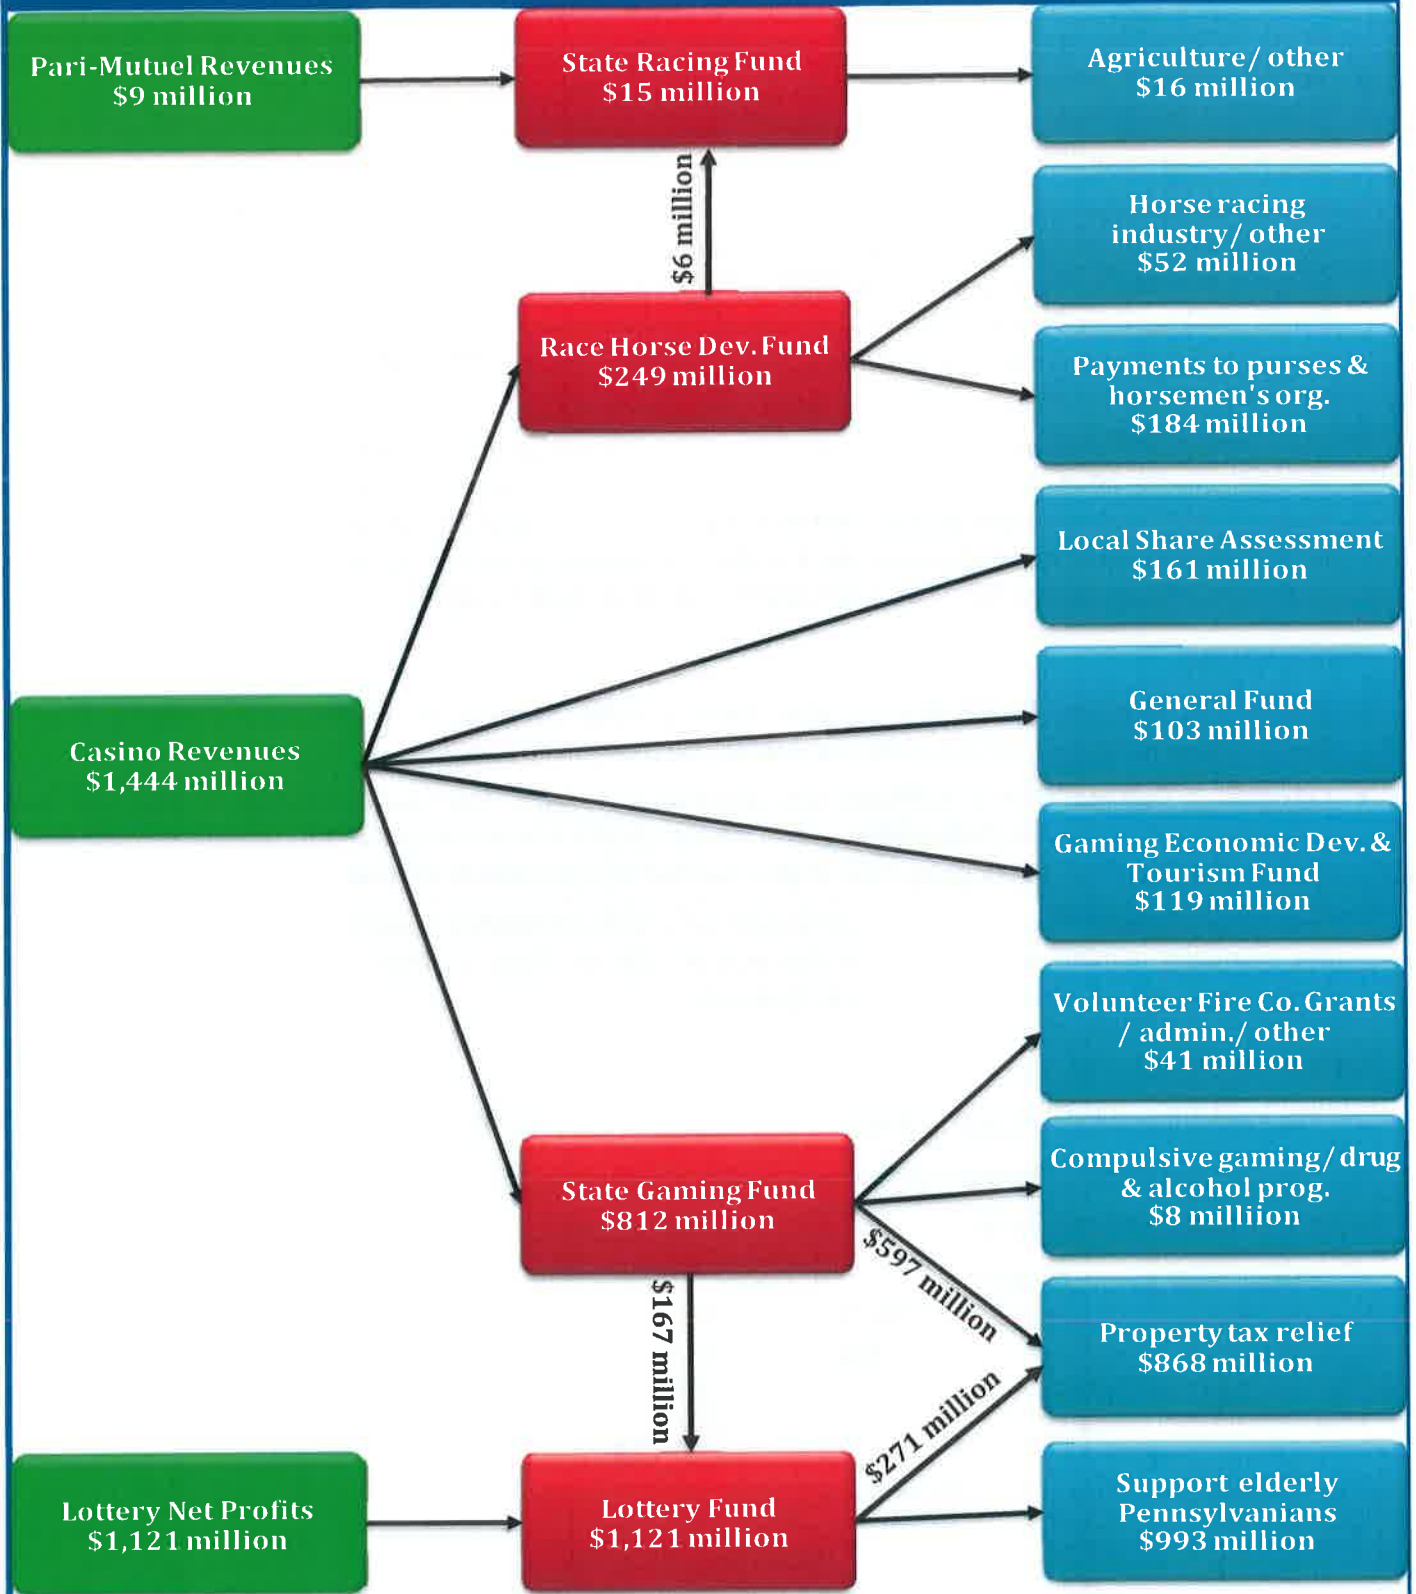 Pari-Mutuel Revenues
$9 million
State Racing Fund
$15 million
Agriculture/ other
$16 million
$6 million
Horse racing
industry/ other
$52 million
Race Horse Dev. Fund
$249 million
Payments to purses &
horsemen's org.
$184 million
Local Share Assessment
$161 million
General Fund
$103 million
Casino Revenues
$1,444 million
Gaming Economic Dev. &
Tourism Fund
$119 million
Volunteer Fire Co. Grants
/ admin./ other
$41 million
State Gaming Fund
$812 million
Compulsive gaming/ drug
& alcohol prog.
$8 milliion
$597 million
$167 million
Property tax relief
$868 million
$271 million
Lottery Net Profits
$1,121 million
Lottery Fund
$1,121 million
Support elderly
Pennsylvanians
$993 million